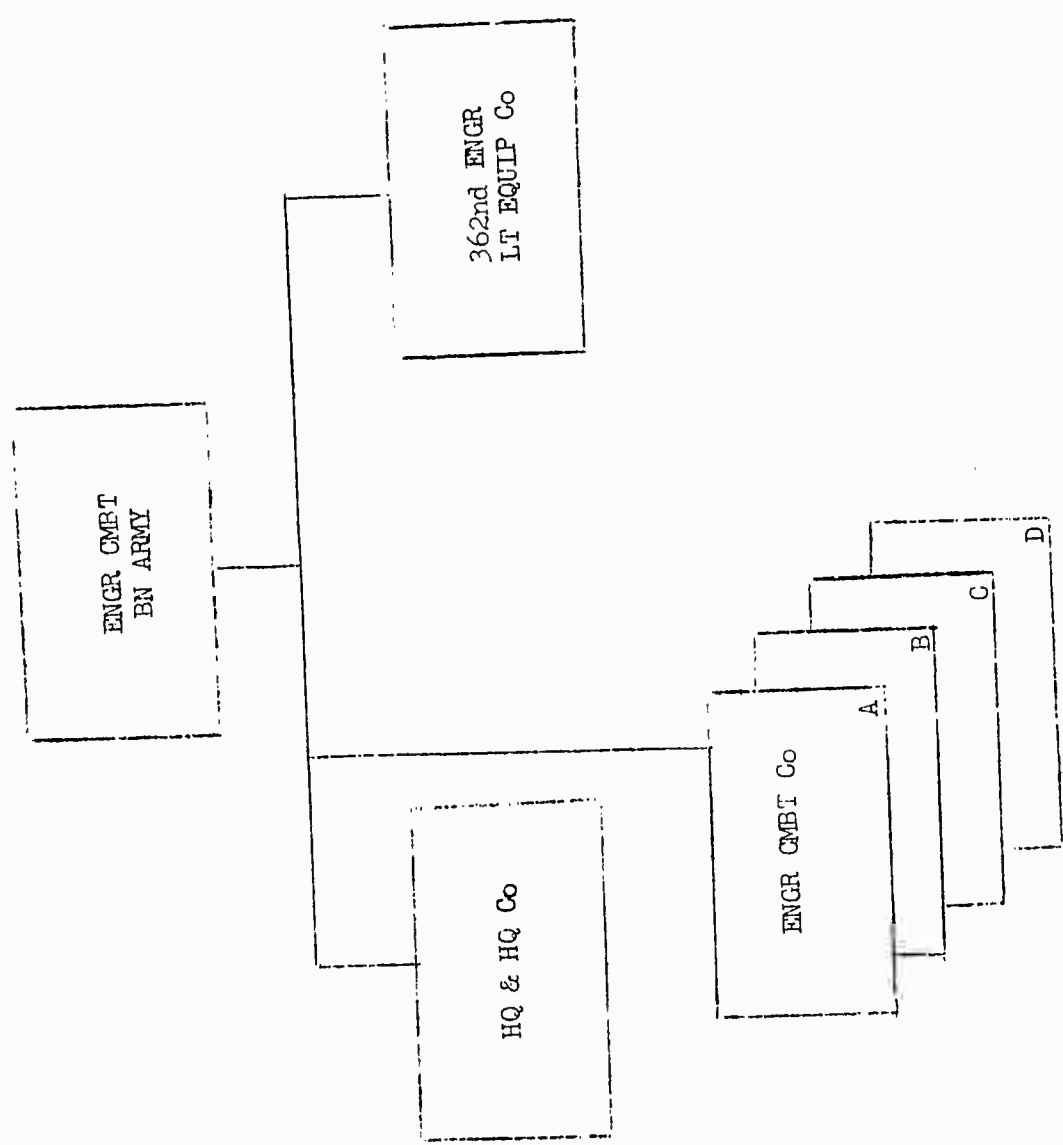 ENGR CMBT
BN ARMY
HQ & HQ Co
362nd ENGR
LT EQUIP Co
ENGR CMBT Co
A
B
C
D